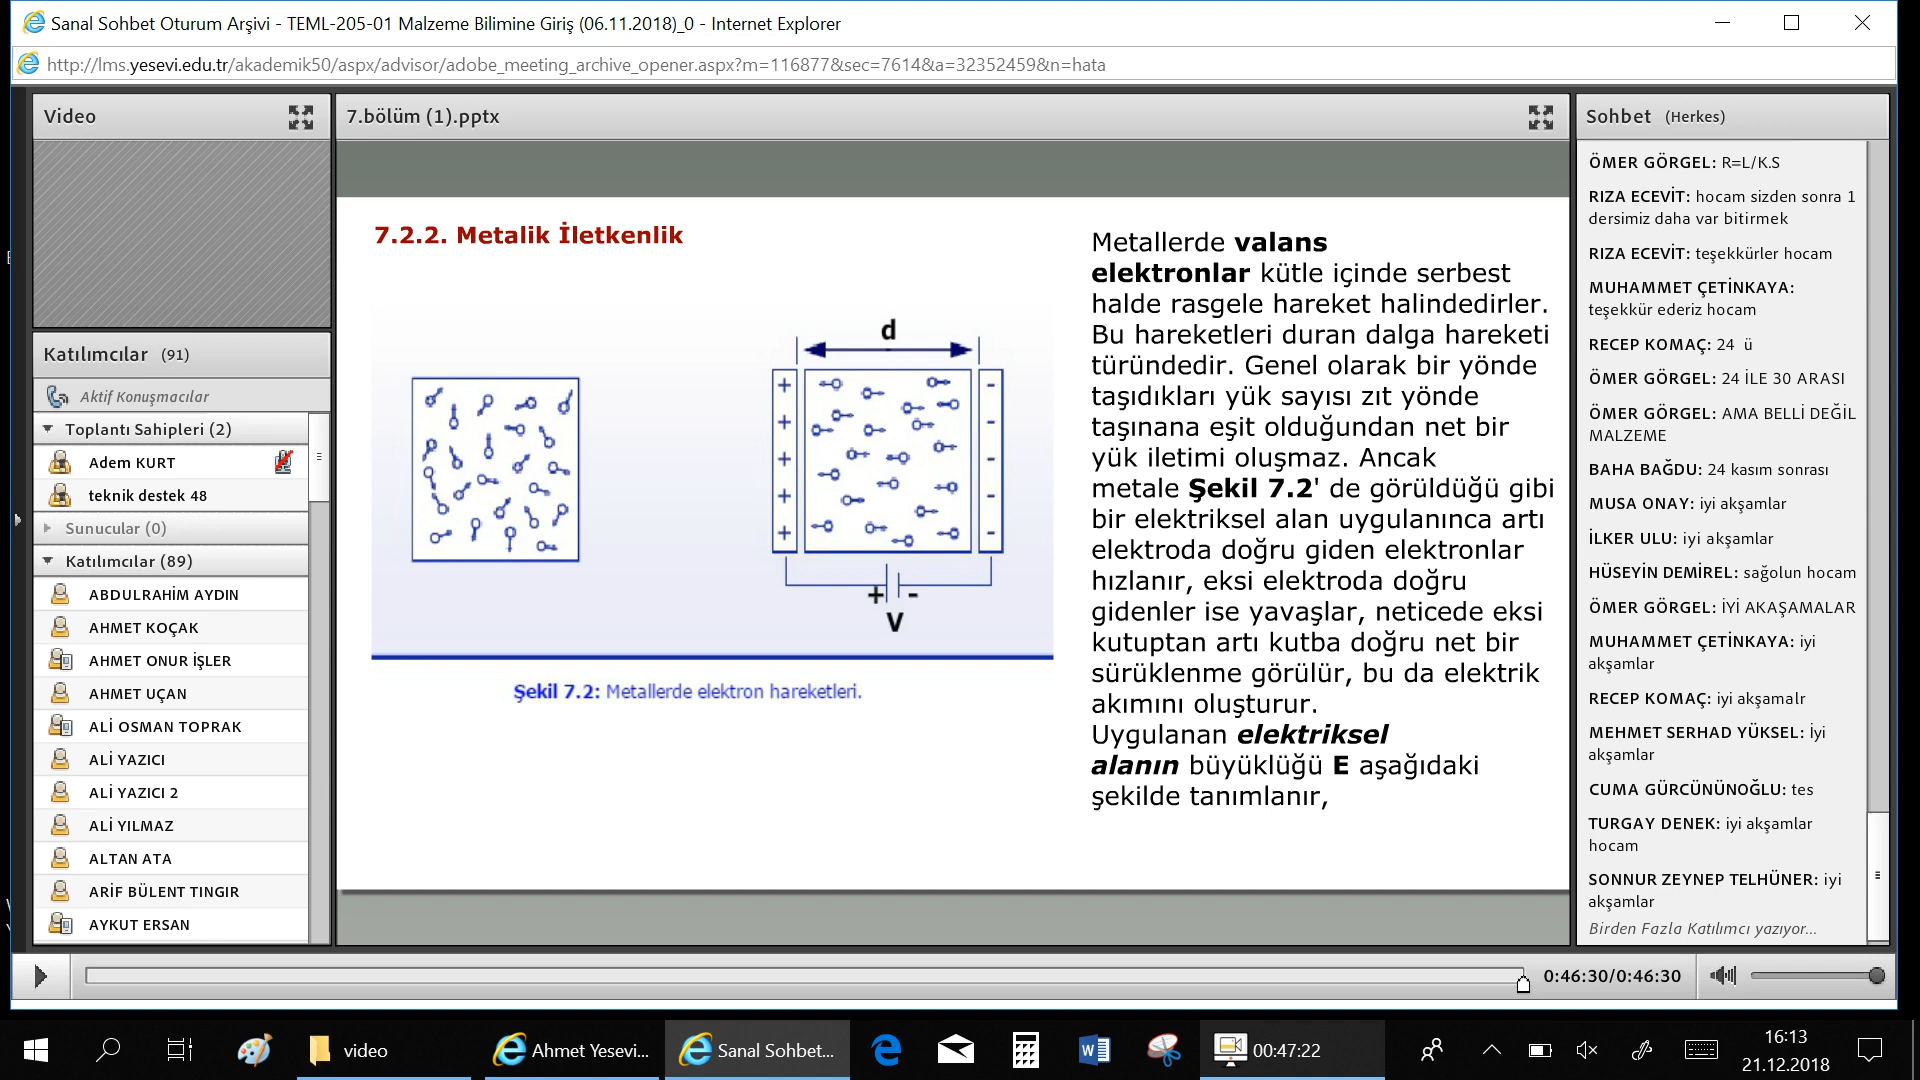 Sanal Sohbet Oturum Arşivi - TEML-205-01 Malzeme Bilimine Giriş (06.11.2018)_0 - Internet Explorer
http://lms.yesevi.edu.tr/akademik50/aspx/advisor/adobe_meeting_archive_opener.aspx?m=116877&sec=7614&a=32352459&n=hata
Video
Katılımcılar (91)
Aktif Konuşmacılar
Toplantı Sahipleri (2)
Adem KURT
teknik destek 48
Sunucular (0)
Katılımcılar (89)
ABDULRAHİM AYDIN
AHMET KOÇAK
AHMET ONUR İŞLER
AHMET UÇAN
ALİ OSMAN TOPRAK
ALİ YAZICI
ALİ YAZICI 2
ALİ YILMAZ
ALTAN ATA
ARİF BÜLENT TINGIR
AYKUT ERSAN
7.bölüm (1).pptx
7.2.2. Metalik İletkenlik
d
+ -
+ -
+ -
+ -
+ -
+ -
V
Şekil 7.2: Metallerde elektron hareketleri.
Metallerde valans
elektronlar kütle içinde serbest
halde rasgele hareket halindedirler.
Bu hareketleri duran dalga hareketi
türündedir. Genel olarak bir yönde
taşıdıkları yük sayısı zıt yönde
taşınana eşit olduğundan net bir
yük iletimi oluşmaz. Ancak
metale Şekil 7.2' de görüldüğü gibi
bir elektriksel alan uygulanınca artı
elektroda doğru giden elektronlar
hızlanır, eksi elektroda doğru
gidenler ise yavaşlar, neticede eksi
kutuptan artı kutba doğru net bir
sürüklenme görülür, bu da elektrik
akımını oluşturur.
Uygulanan elektriksel
alanın büyüklüğü E aşağıdaki
şekilde tanımlanır,
Sohbet (Herkes)
ÖMER GÖRGEL: R=L/K.S
RIZA ECEVİT: hocam sizden sonra 1
dersimiz daha var bitirmek
RIZA ECEVİT: teşekkürler hocam
MUHAMMET ÇETİNKAYA:
teşekkür ederiz hocam
RECEP KOMAÇ: 24 ü
ÖMER GÖRGEL: 24 İLE 30 ARASI
ÖMER GÖRGEL: AMA BELLİ DEĞİL
MALZEME
BAHA BAĞDU: 24 kasım sonrası
MUSA ONAY: iyi akşamlar
İLKER ULU: iyi akşamlar
HÜSEYİN DEMİREL: sağolun hocam
ÖMER GÖRGEL: İYİ AKAŞAMALAR
MUHAMMET ÇETİNKAYA: iyi
akşamlar
RECEP KOMAÇ: iyi akşamalr
MEHMET SERHAD YÜKSEL: İyi
akşamlar
CUMA GÜRCÜNÜNOĞLU: tes
TURGAY DENEK: iyi akşamlar
hocam
SONNUR ZEYNEP TELHÜNER: iyi
akşamlar
Birden Fazla Katılımcı yazıyor...
0:46:30/0:46:30
video
Ahmet Yesevi...
Sanal Sohbet...
00:47:22
16:13
21.12.2018